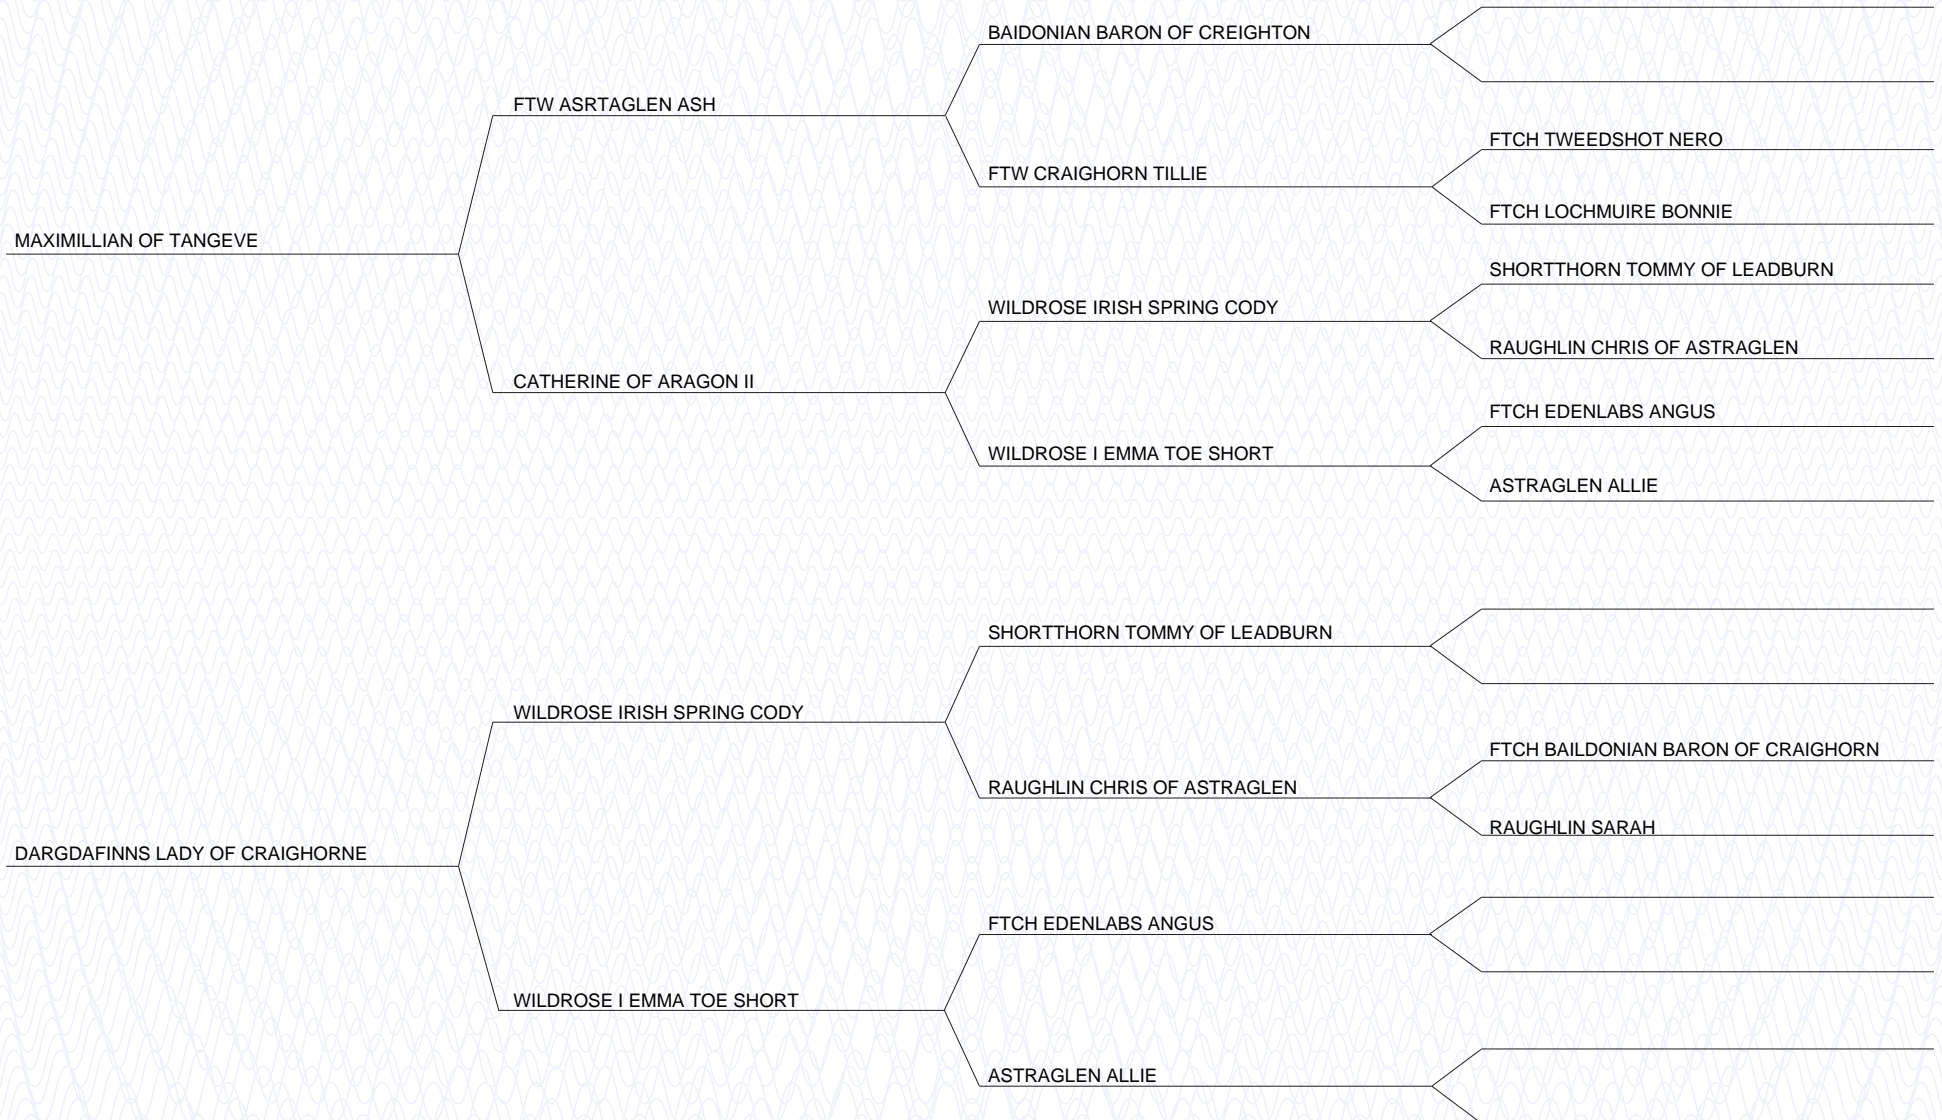 BAIDONIAN BARON OF CREIGHTON
FTW ASRTAGLEN ASH
FTCH TWEEDSHOT NERO
FTW CRAIGHORN TILLIE
FTCH LOCHMUIRE BONNIE
MAXIMILLIAN OF TANGEVE
SHORTTHORN TOMMY OF LEADBURN
WILDROSE IRISH SPRING CODY
RAUGHLIN CHRIS OF ASTRAGLEN
CATHERINE OF ARAGON II
FTCH EDENLABS ANGUS
WILDROSE I EMMA TOE SHORT
ASTRAGLEN ALLIE
SHORTTHORN TOMMY OF LEADBURN
WILDROSE IRISH SPRING CODY
FTCH BAILDONIAN BARON OF CRAIGHORN
RAUGHLIN CHRIS OF ASTRAGLEN
RAUGHLIN SARAH
DARGDAFINNS LADY OF CRAIGHORNE
FTCH EDENLABS ANGUS
WILDROSE I EMMA TOE SHORT
ASTRAGLEN ALLIE